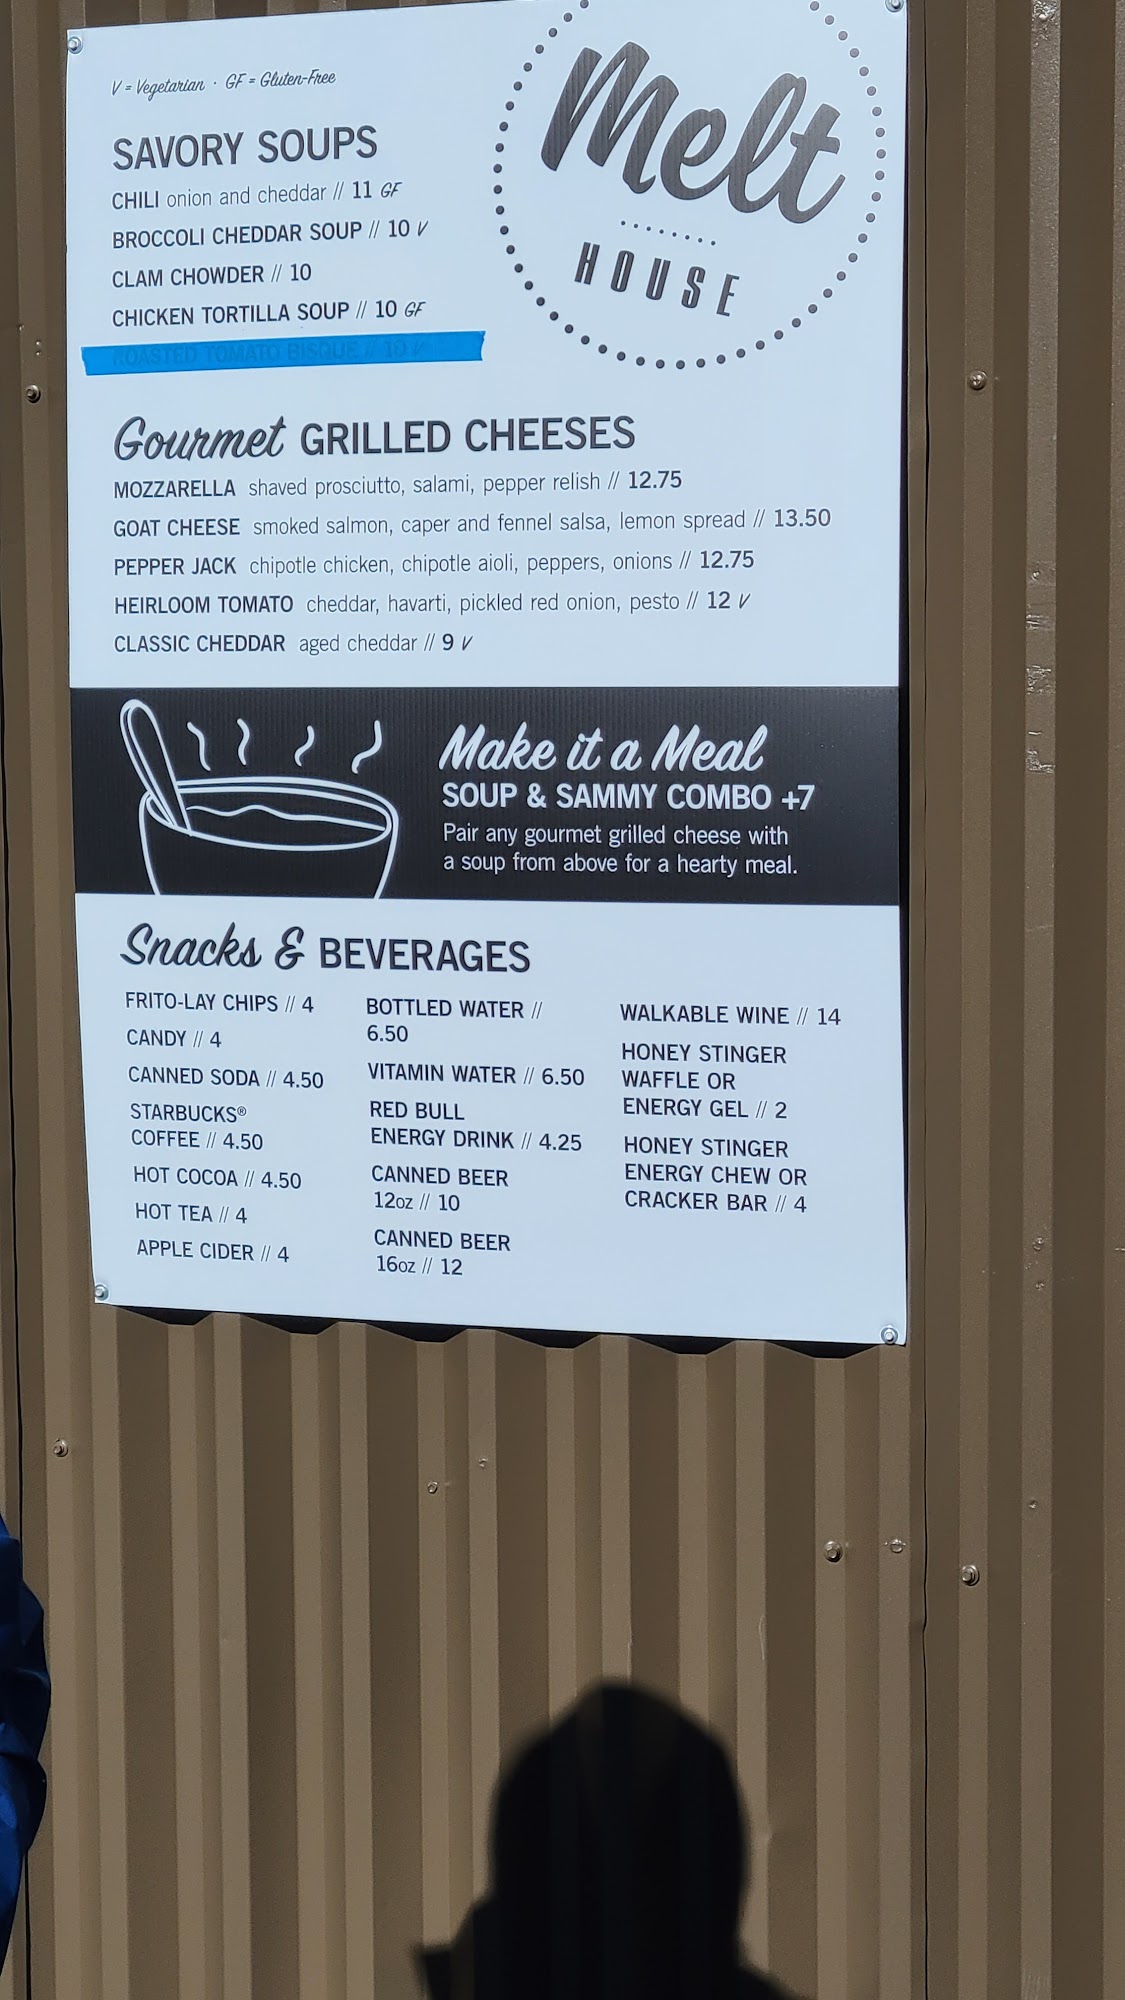 V = Vegetarian · GF = Gluten-Free
Melt
HOUSE
SAVORY SOUPS
CHILI onion and cheddar // 11 GF
BROCCOLI CHEDDAR SOUP // 10 V
CLAM CHOWDER // 10
CHICKEN TORTILLA SOUP // 10 GF
ROASTED TOMATO BISQUE // 10 V
Gourmet GRILLED CHEESES
MOZZARELLA shaved prosciutto, salami, pepper relish // 12.75
GOAT CHEESE smoked salmon, caper and fennel salsa, lemon spread // 13.50
PEPPER JACK chipotle chicken, chipotle aioli, peppers, onions // 12.75
HEIRLOOM TOMATO cheddar, havarti, pickled red onion, pesto // 12 V
CLASSIC CHEDDAR aged cheddar // 9 V
Make it a Meal
SOUP & SAMMY COMBO +7
Pair any gourmet grilled cheese with
a soup from above for a hearty meal.
Snacks & BEVERAGES
FRITO-LAY CHIPS // 4
CANDY // 4
CANNED SODA // 4.50
STARBUCKS®
COFFEE // 4.50
HOT COCOA // 4.50
HOT TEA // 4
APPLE CIDER // 4
BOTTLED WATER //
6.50
VITAMIN WATER // 6.50
RED BULL
ENERGY DRINK // 4.25
CANNED BEER
12oz // 10
CANNED BEER
16oz // 12
WALKABLE WINE // 14
HONEY STINGER
WAFFLE OR
ENERGY GEL // 2
HONEY STINGER
ENERGY CHEW OR
CRACKER BAR // 4